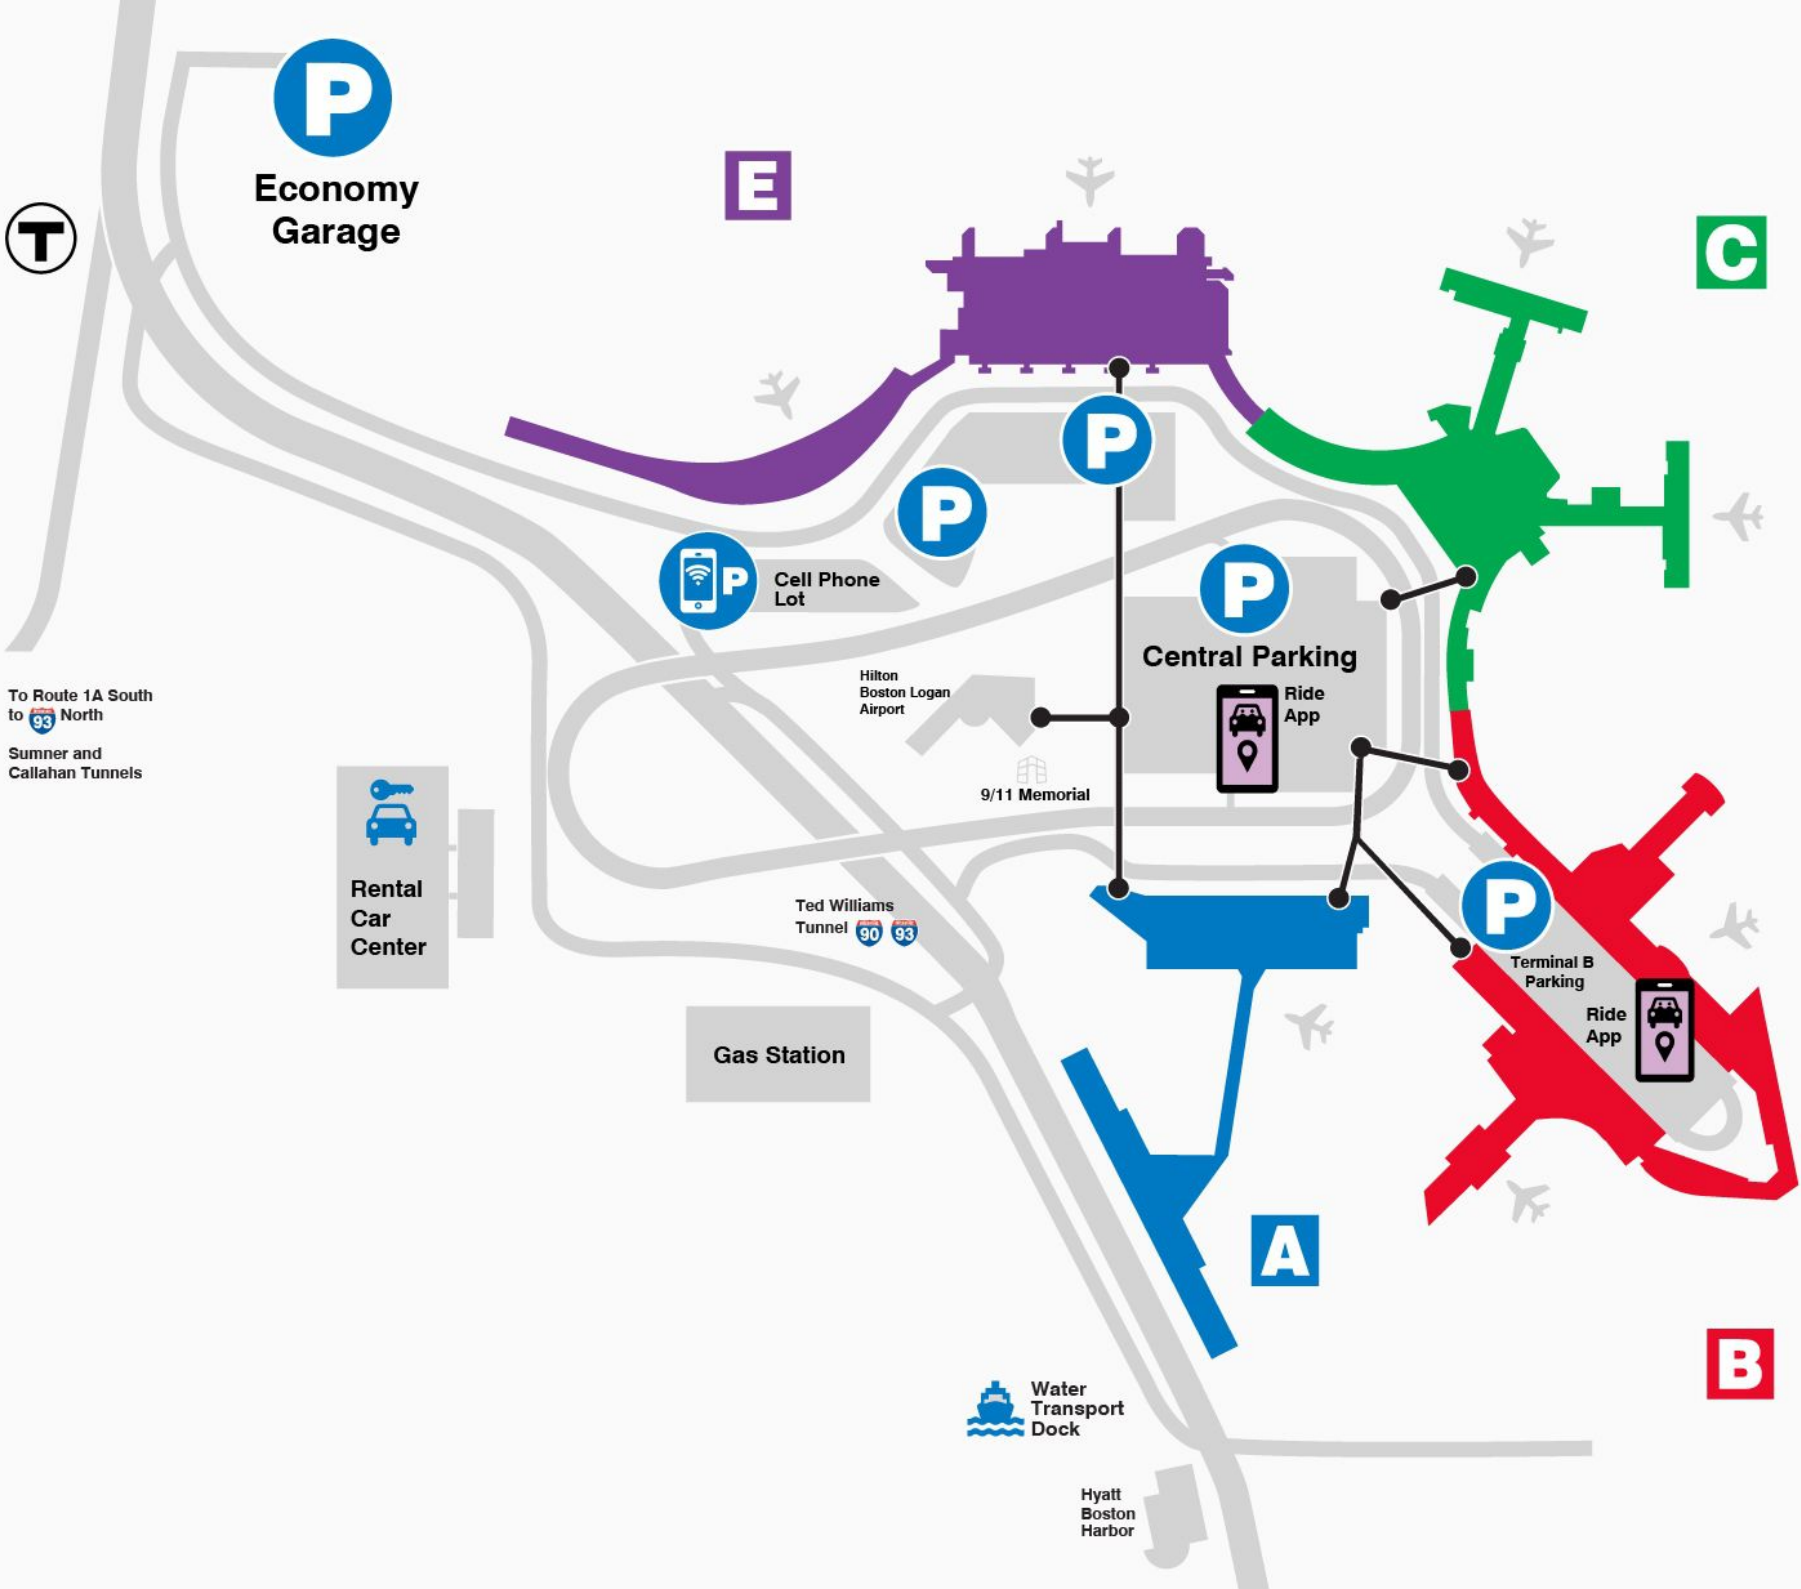 P
Economy
Garage
T
E
C
P
P
P
Cell Phone
Lot
P
Central Parking
Ride
App
Hilton
Boston Logan
Airport
9/11 Memorial
To Route 1A South
to 93 North
Sumner and
Callahan Tunnels
Rental
Car
Center
Ted Williams
Tunnel 90 93
P
Terminal B
Parking
Ride
App
Gas Station
A
B
Water
Transport
Dock
Hyatt
Boston
Harbor